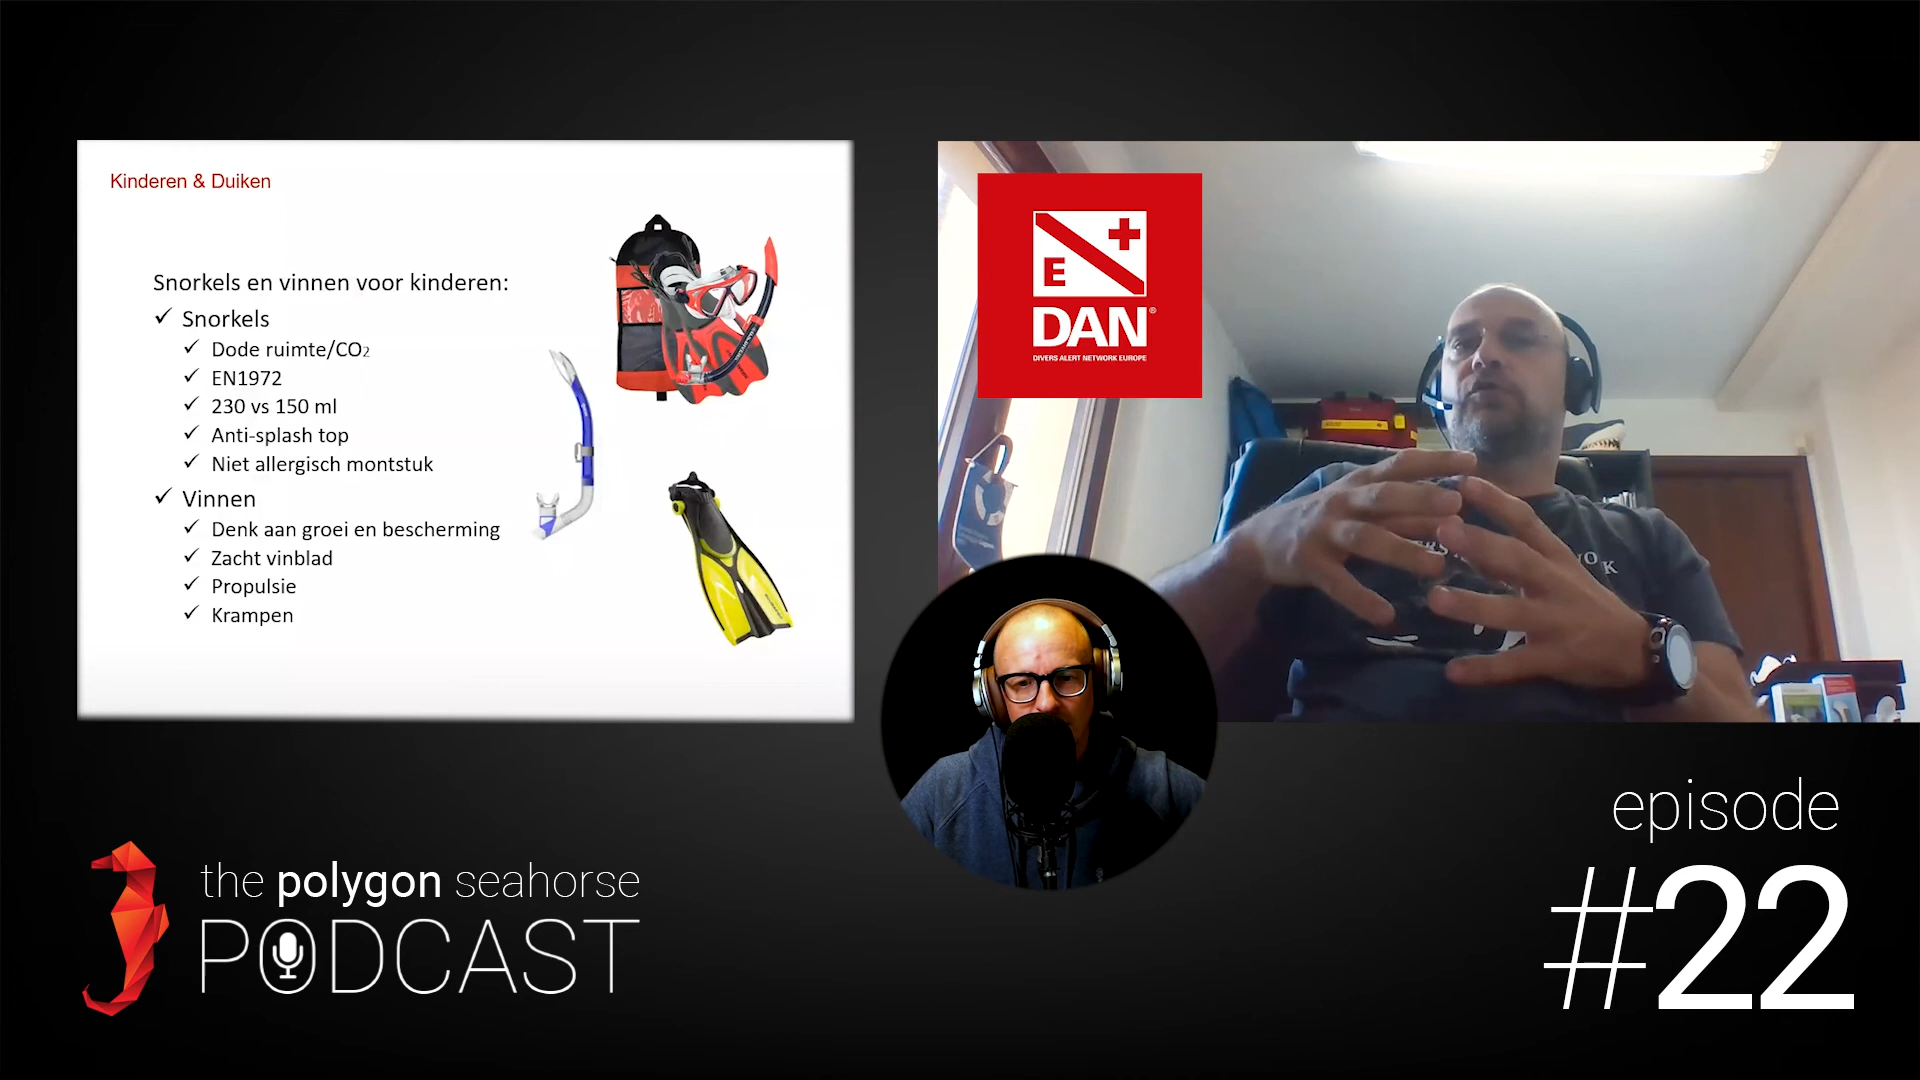 Kinderen & Duiken
Snorkels en vinnen voor kinderen:
✓ Snorkels
✓ Dode ruimte/CO₂
✓ EN1972
✓ 230 vs 150 ml
✓ Anti-splash top
✓ Niet allergisch montstuk
✓ Vinnen
✓ Denk aan groei en bescherming
✓ Zacht vinblad
✓ Propulsie
✓ Krampen
E
DAN®
DIVERS ALERT NETWORK EUROPE
the polygon seahorse
PODCAST
episode
#22